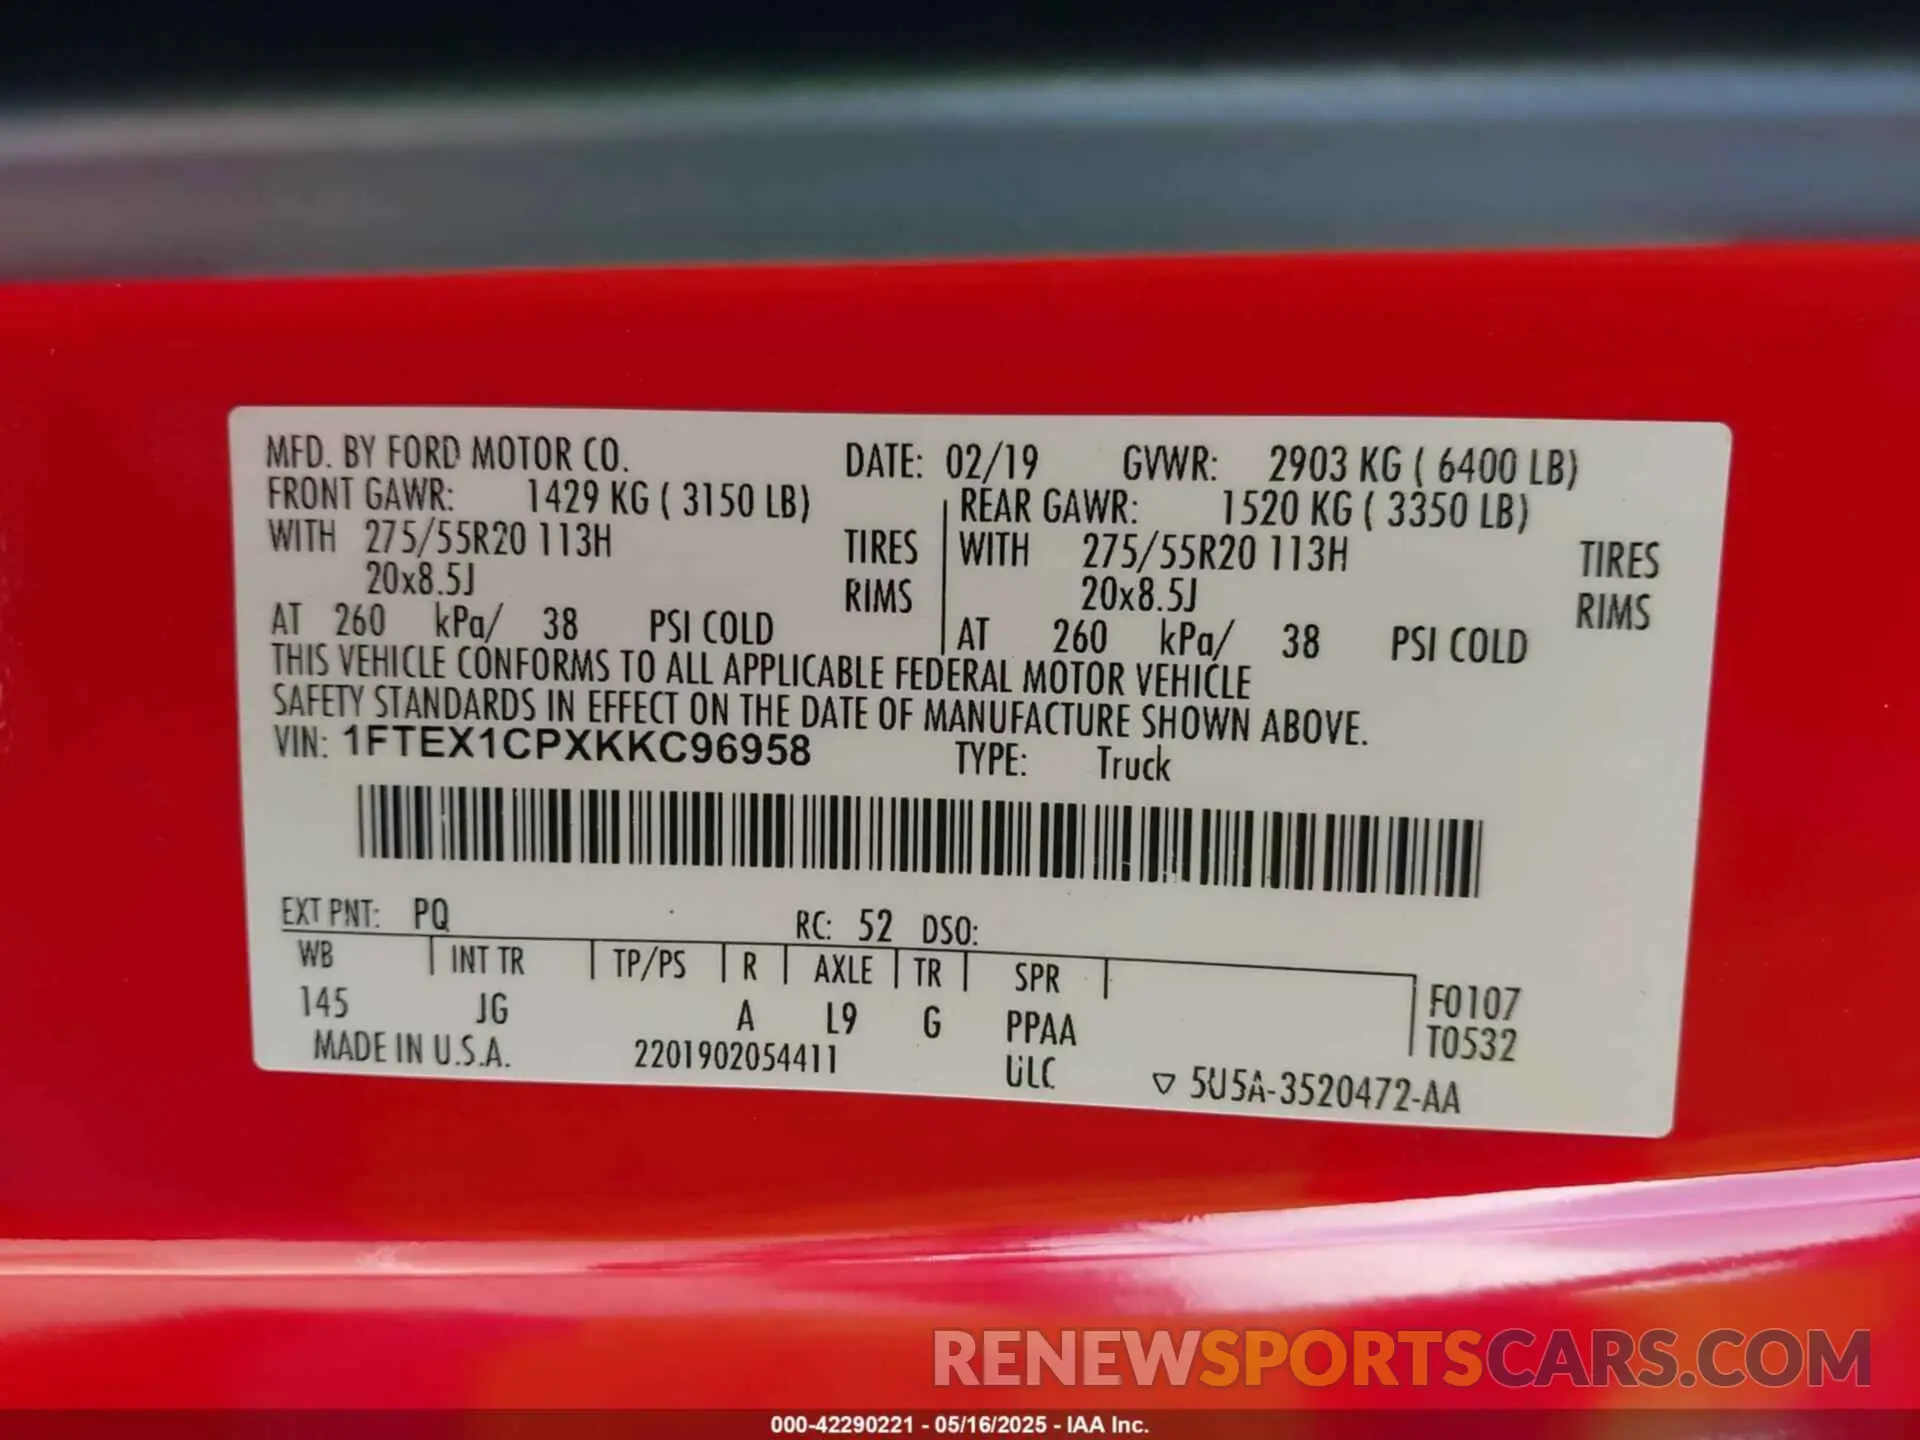 MFD. BY FORD MOTOR CO. DATE: 02/19 GVWR: 2903 KG ( 6400 LB)
FRONT GAWR: 1429 KG ( 3150 LB) REAR GAWR: 1520 KG ( 3350 LB)
WITH 275/55R20 113H TIRES WITH 275/55R20 113H TIRES
20x8.5J RIMS 20x8.5J RIMS
AT 260 kPa/ 38 PSI COLD AT 260 kPa/ 38 PSI COLD
THIS VEHICLE CONFORMS TO ALL APPLICABLE FEDERAL MOTOR VEHICLE
SAFETY STANDARDS IN EFFECT ON THE DATE OF MANUFACTURE SHOWN ABOVE.
VIN: 1FTEX1CPXKKC96958 TYPE: Truck
EXT PNT: PQ RC: 52 DSO:
WB INT TR TP/PS R AXLE TR SPR
145 JG A L9 G PPAA F0107
T0532
MADE IN U.S.A. 2201902054411 ULC ▽ 5U5A-3520472-AA
RENEWSPORTSCARS.COM
000-42290221 - 05/16/2025 - IAA Inc.